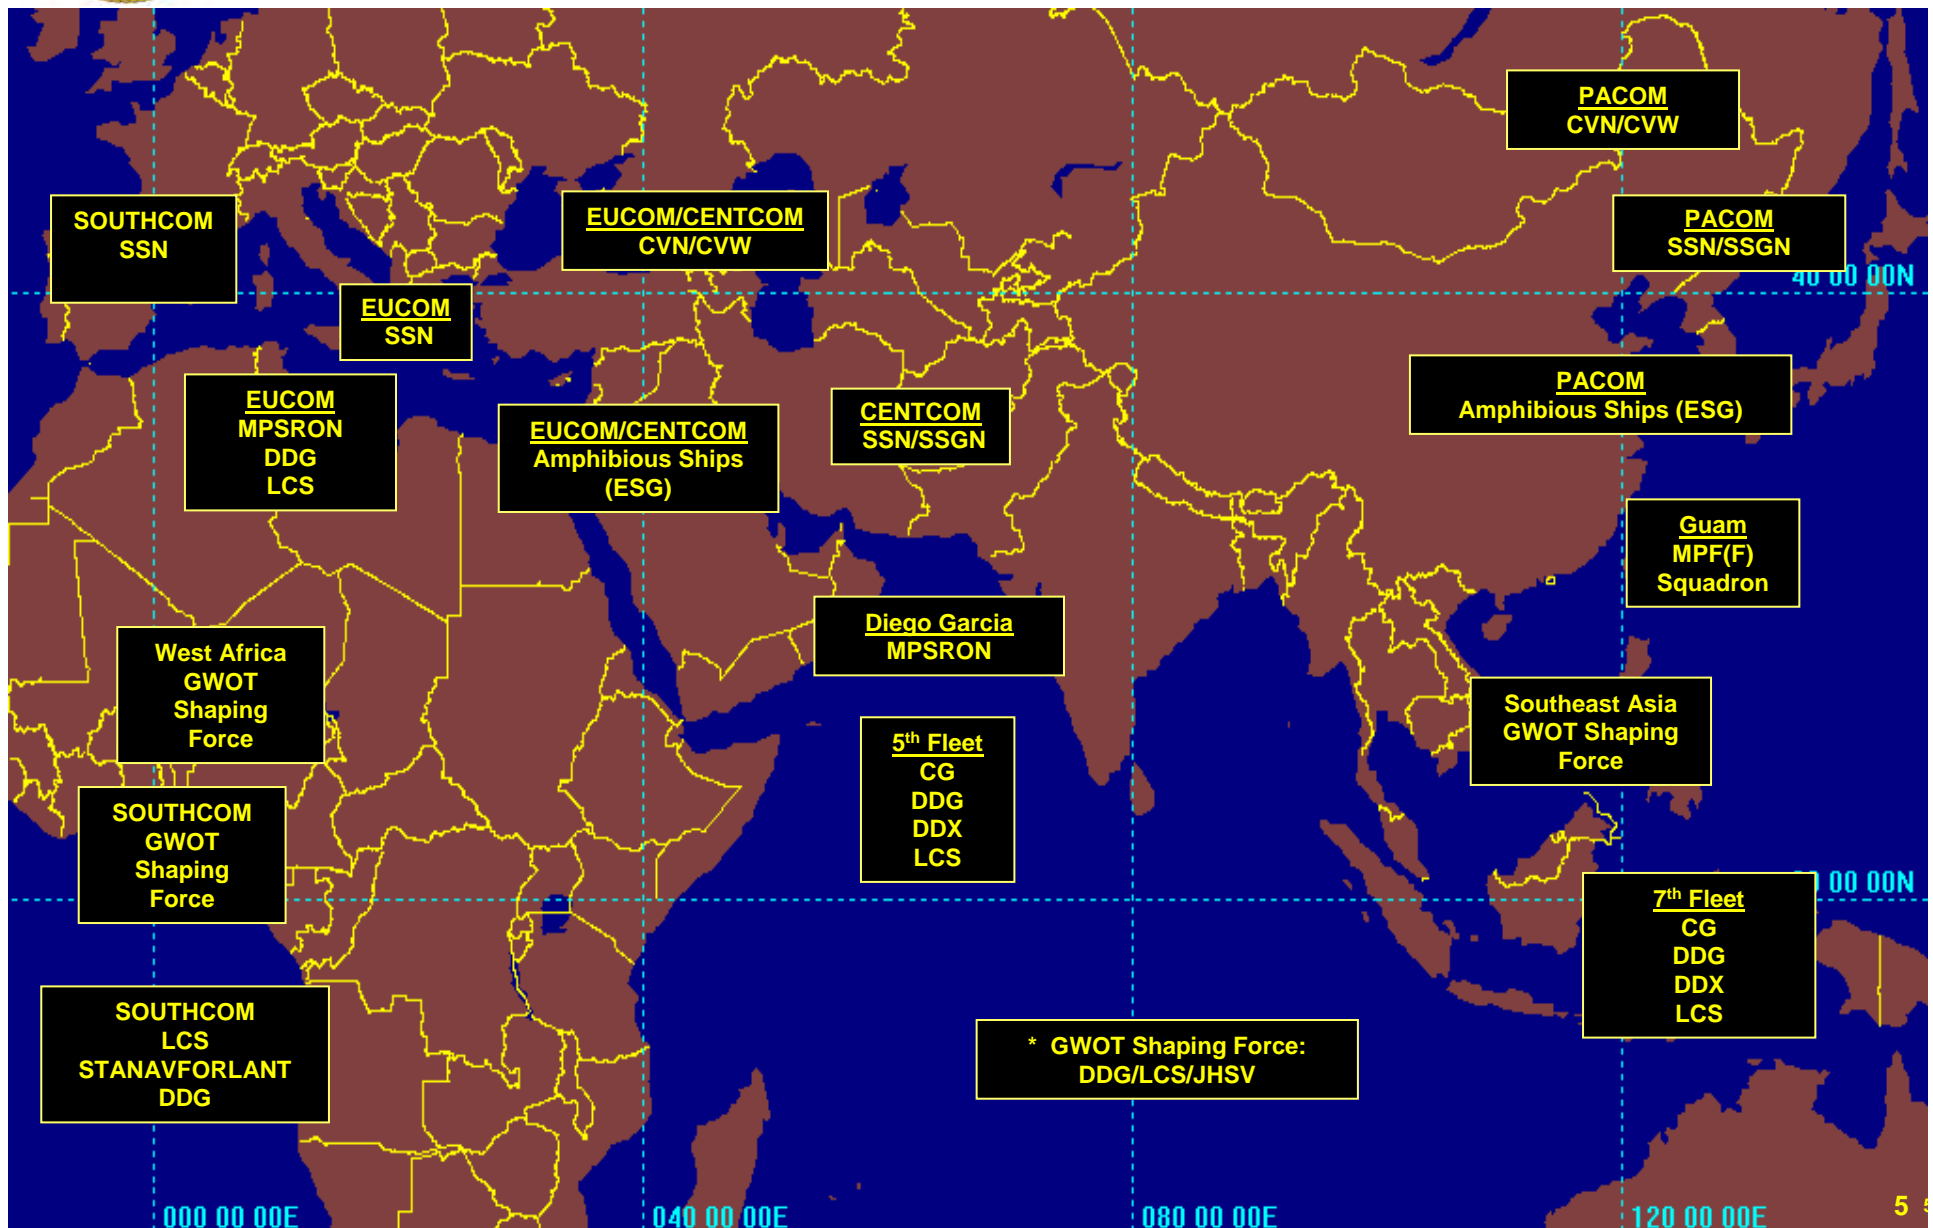 PACOM
CVN/CVW
SOUTHCOM
SSN
EUCOM/CENTCOM
CVN/CVW
PACOM
SSN/SSGN
40 00 00N
EUCOM
SSN
EUCOM
MPSRON
DDG
LCS
EUCOM/CENTCOM
Amphibious Ships
(ESG)
CENTCOM
SSN/SSGN
PACOM
Amphibious Ships (ESG)
Guam
MPF(F)
Squadron
Diego Garcia
MPSRON
West Africa
GWOT
Shaping
Force
5th Fleet
CG
DDG
DDX
LCS
Southeast Asia
GWOT Shaping
Force
SOUTHCOM
GWOT
Shaping
Force
00 00N
7th Fleet
CG
DDG
DDX
LCS
SOUTHCOM
LCS
STANAVFORLANT
DDG
* GWOT Shaping Force:
DDG/LCS/JHSV
000 00 00E
040 00 00E
080 00 00E
120 00 00E
5